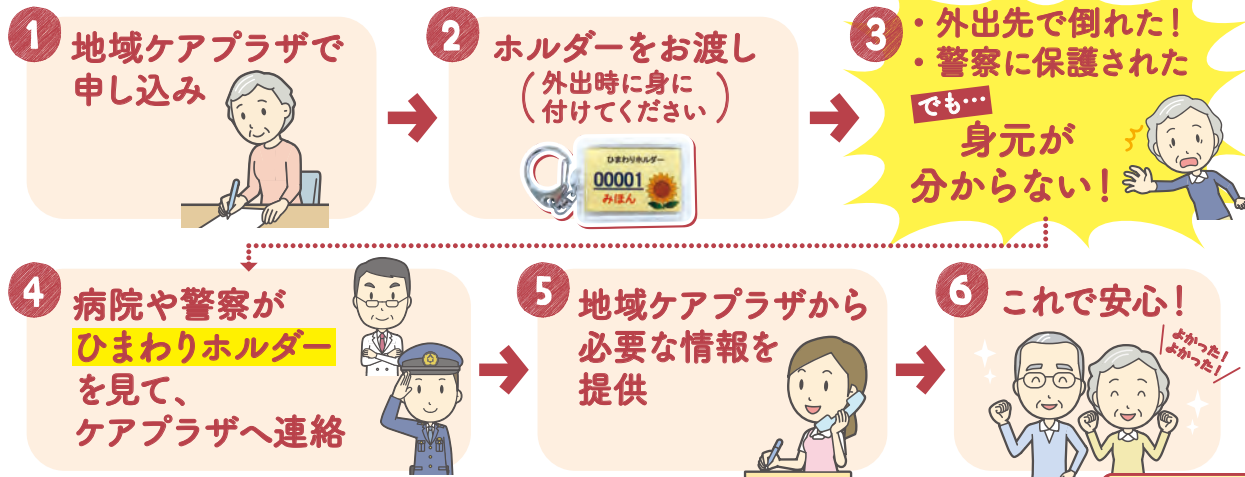 1
地域ケアプラザで
申し込み
2
ホルダーをお渡し
(外出時に身に
付けてください)
ひまわりホルダー
00001
みほん
3
・外出先で倒れた!
・警察に保護された
でも…
身元が
分からない!
4
病院や警察が
ひまわりホルダー
を見て、
ケアプラザへ連絡
5
地域ケアプラザから
必要な情報を
提供
6
これで安心!
よかった!
よかった!